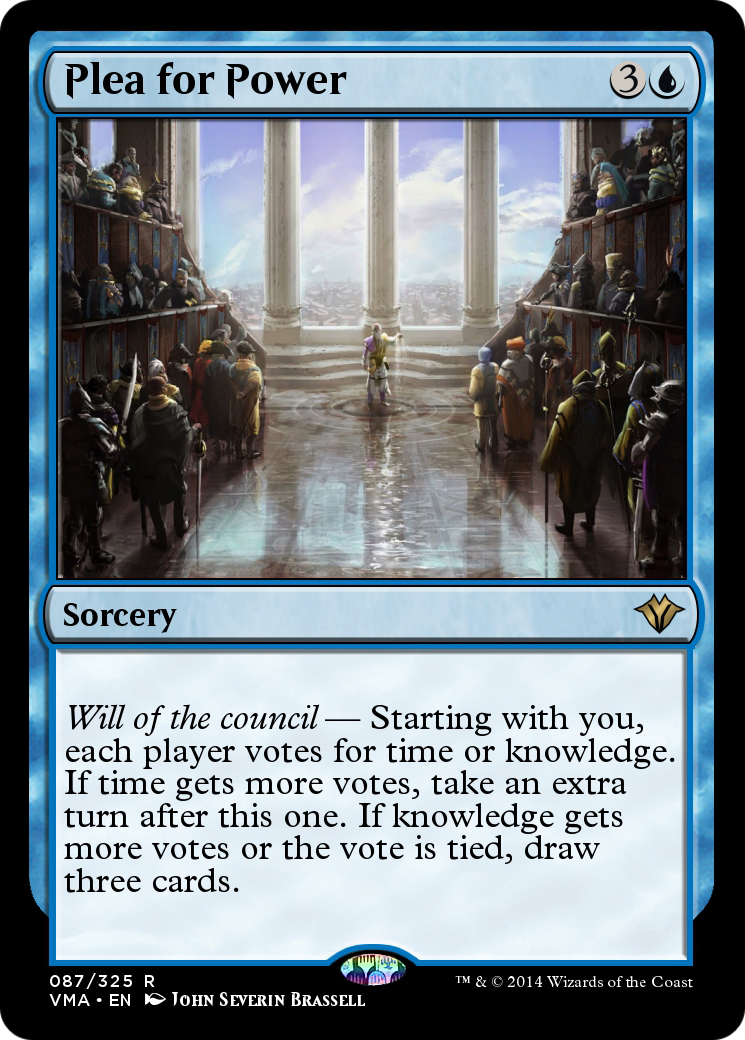 Plea for Power 3
Sorcery
Will of the council — Starting with you,
each player votes for time or knowledge.
If time gets more votes, take an extra
turn after this one. If knowledge gets
more votes or the vote is tied, draw
three cards.
087/325 R
VMA • EN John Severin Brassell
™ & © 2014 Wizards of the Coast